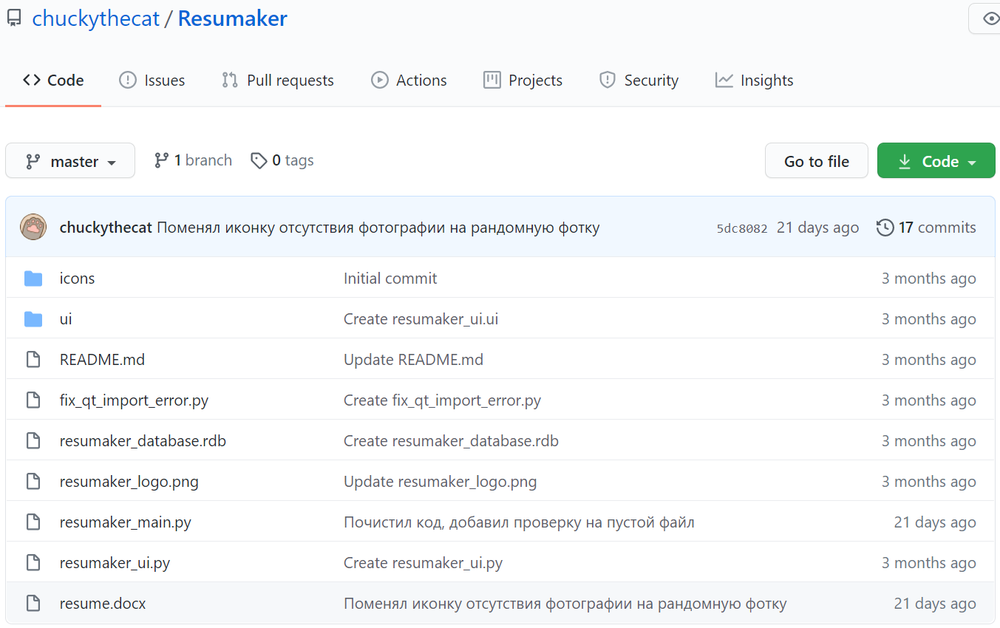 chuckythecat / Resumaker
Code Issues Pull requests Actions Projects Security Insights
master 1 branch 0 tags Go to file Code
chuckythecat Поменял иконку отсутствия фотографии на рандомную фотку 5dc8082 21 days ago 17 commits
icons Initial commit 3 months ago
ui Create resumaker_ui.ui 3 months ago
README.md Update README.md 3 months ago
fix_qt_import_error.py Create fix_qt_import_error.py 3 months ago
resumaker_database.rdb Create resumaker_database.rdb 3 months ago
resumaker_logo.png Update resumaker_logo.png 3 months ago
resumaker_main.py Почистил код, добавил проверку на пустой файл 21 days ago
resumaker_ui.py Create resumaker_ui.py 3 months ago
resume.docx Поменял иконку отсутствия фотографии на рандомную фотку 21 days ago